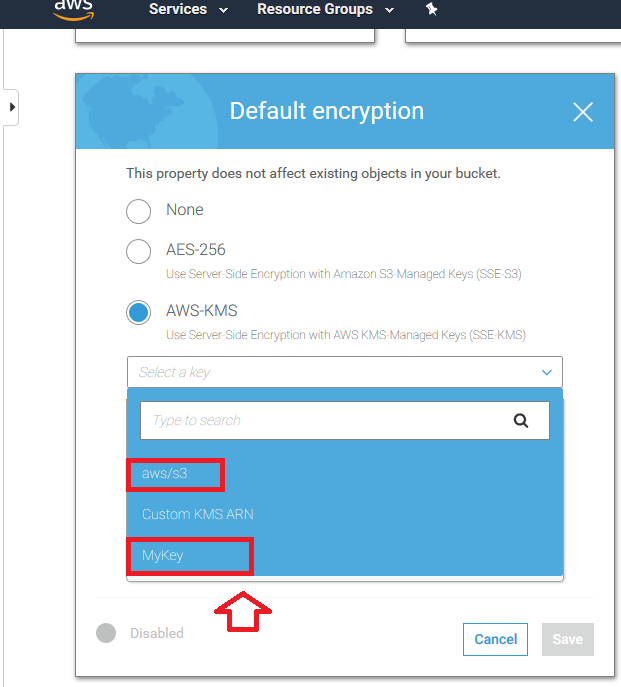 aws
Services
Resource Groups
Default encryption
This property does not affect existing objects in your bucket.
None
AES-256
Use Server-Side Encryption with Amazon S3-Managed Keys (SSE-S3)
AWS-KMS
Use Server-Side Encryption with AWS KMS-Managed Keys (SSE-KMS)
Select a key
Type to search
aws/s3
Custom KMS ARN
MyKey
Disabled
Cancel
Save